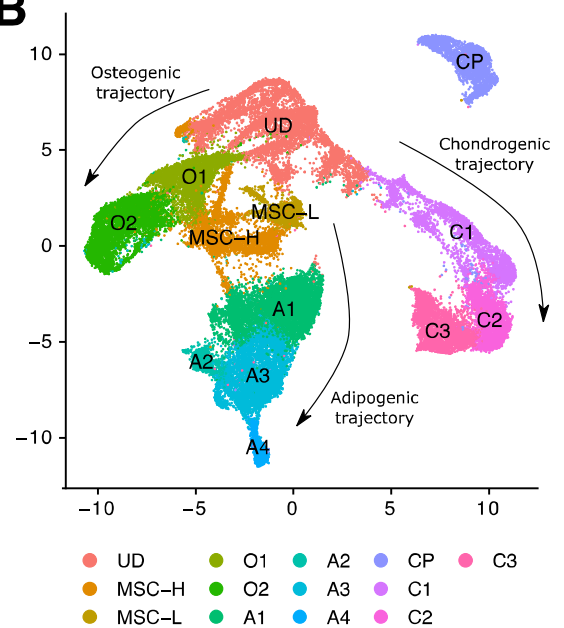 B
10
5
0
−5
−10
Osteogenic
trajectory
Chondrogenic
trajectory
Adipogenic
trajectory
CP
UD
O1
O2
MSC−L
MSC−H
C1
C2
C3
A1
A2
A3
A4
−10 −5 0 5 10
UD O1 A2 CP C3
MSC−H O2 A3 C1
MSC−L A1 A4 C2